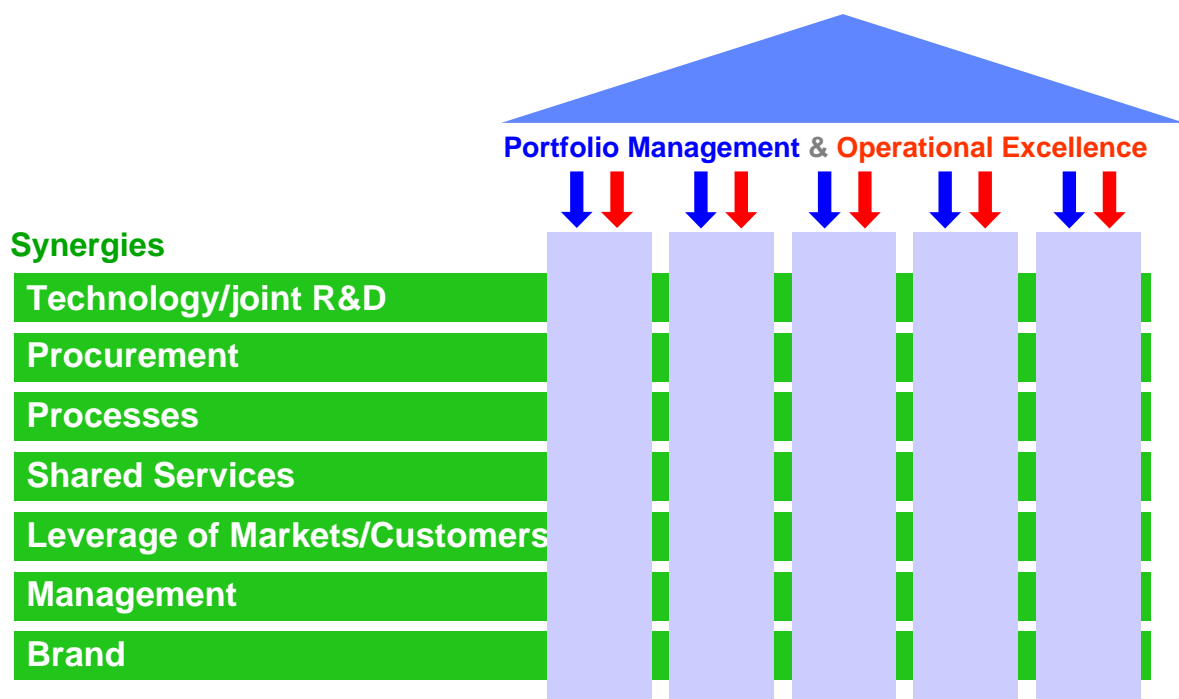 Portfolio Management & Operational Excellence
Synergies
Technology/joint R&D
Procurement
Processes
Shared Services
Leverage of Markets/Customers
Management
Brand